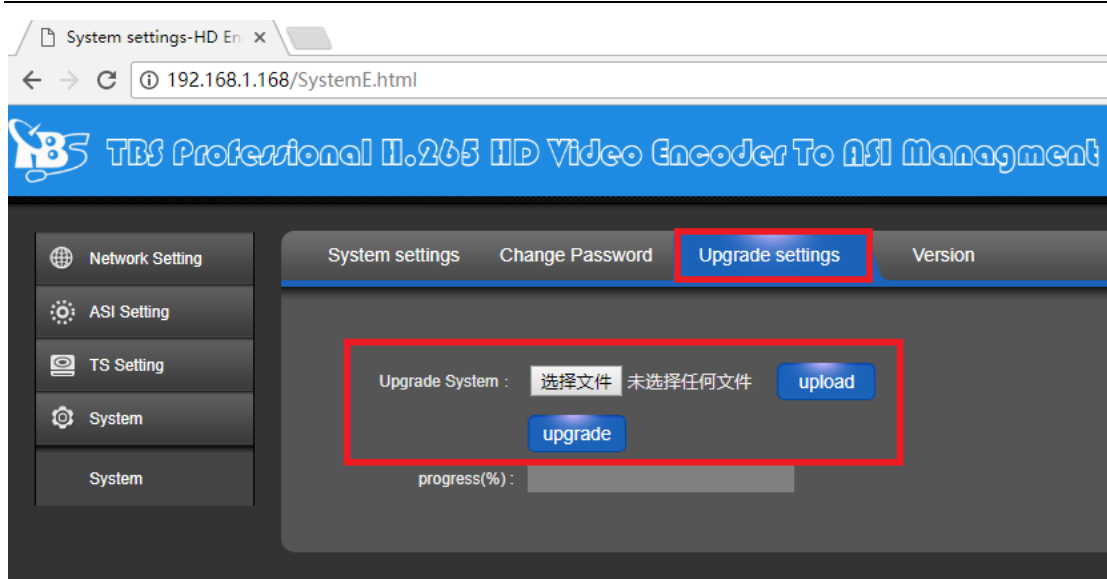 System settings-HD En
192.168.1.168/SystemE.html
TBS TBS Professional H.265 HD Video Encoder To ASI Managment
Network Setting
ASI Setting
TS Setting
System
System
System settings Change Password Upgrade settings Version
Upgrade System : 选择文件 未选择任何文件 upload
upgrade
progress(%) :